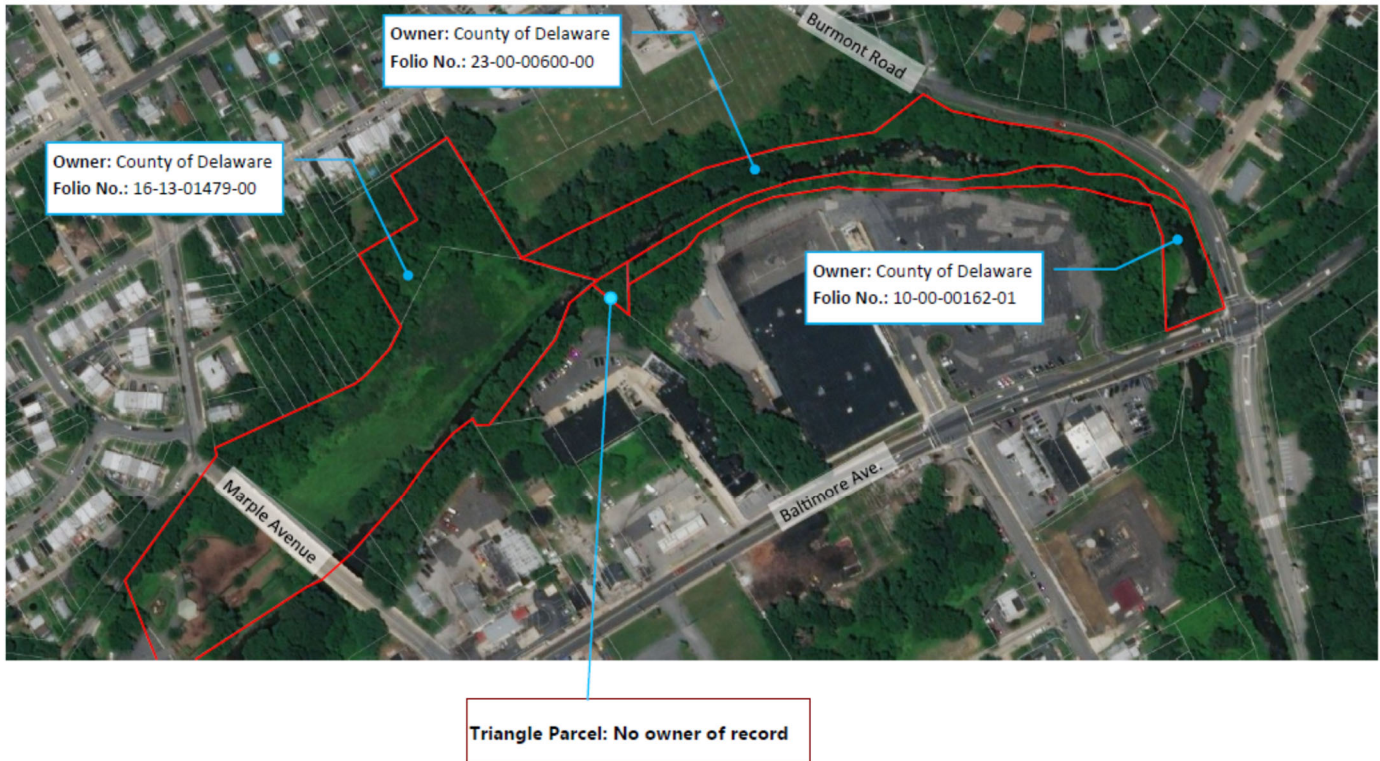 Owner: County of Delaware
Folio No.: 23-00-00600-00
Burmont Road
Owner: County of Delaware
Folio No.: 16-13-01479-00
Owner: County of Delaware
Folio No.: 10-00-00162-01
Marple Avenue
Baltimore Ave.
Triangle Parcel: No owner of record